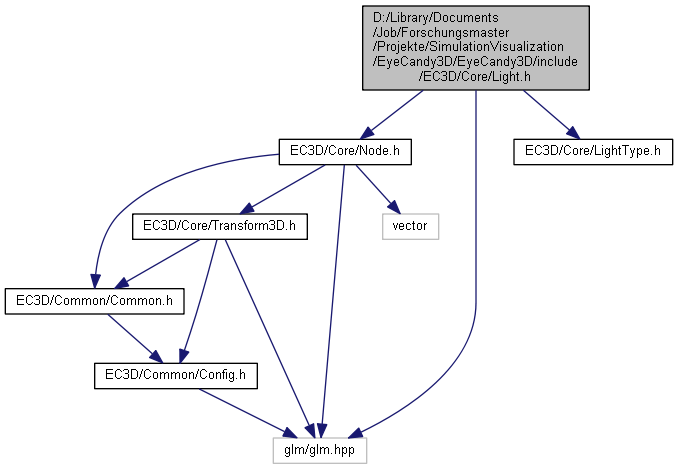 D:/Library/Documents
/Job/Forschungsmaster
/Projekte/SimulationVisualization
/EyeCandy3D/EyeCandy3D/include
/EC3D/Core/Light.h
EC3D/Core/Node.h
EC3D/Core/LightType.h
EC3D/Core/Transform3D.h
vector
EC3D/Common/Common.h
EC3D/Common/Config.h
glm/glm.hpp